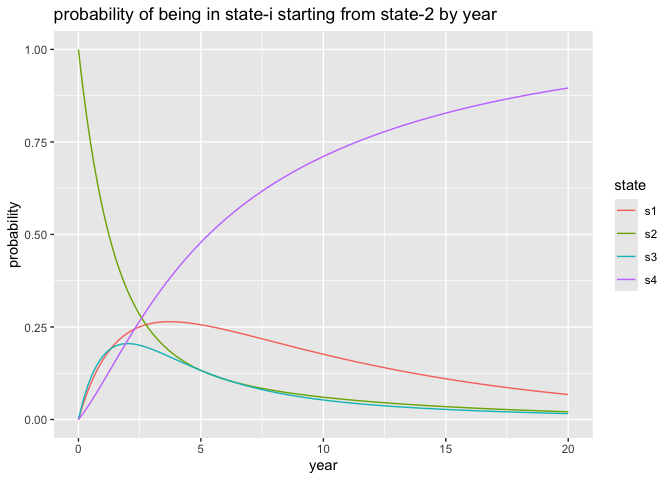 probability of being in state-i starting from state-2 by year
1.00
0.75
0.50
0.25
0.00
probability
0
5
10
15
20
year
state
s1
s2
s3
s4